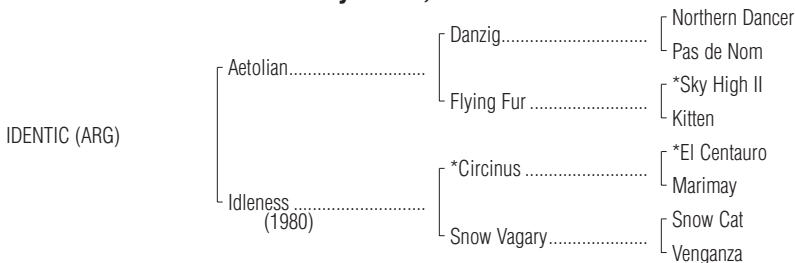 Northern Dancer
Danzig
Pas de Nom
Aetolian
*Sky High II
Flying Fur
Kitten
IDENTIC (ARG)
*El Centauro
*Circinus
Marimay
Idleness
(1980)
Snow Cat
Snow Vagary
Venganza